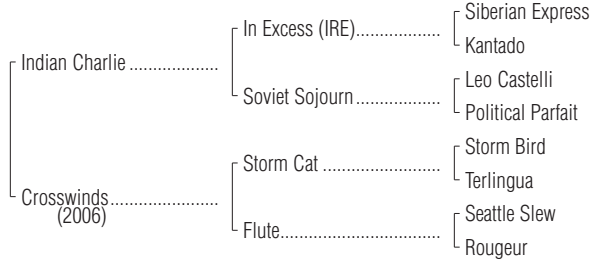 Siberian Express
In Excess (IRE)..................
Kantado
Indian Charlie ...................
Leo Castelli
Soviet Sojourn ..................
Political Parfait
Storm Bird
Storm Cat .........................
Terlingua
Crosswinds.......................
(2006)
Seattle Slew
Flute..................................
Rougeur